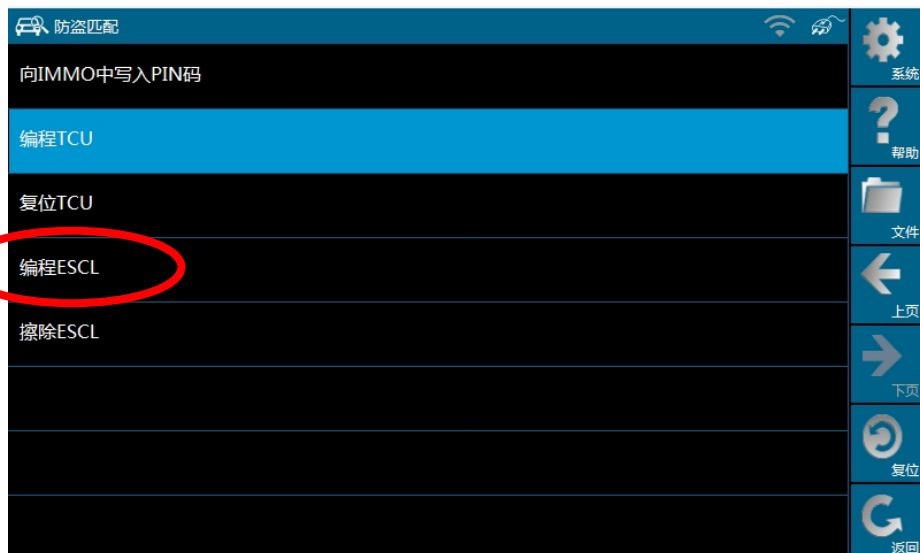 防盗匹配
向IMMO中写入PIN码
编程TCU
复位TCU
编程ESCL
擦除ESCL
系统
帮助
文件
上页
下页
复位
返回